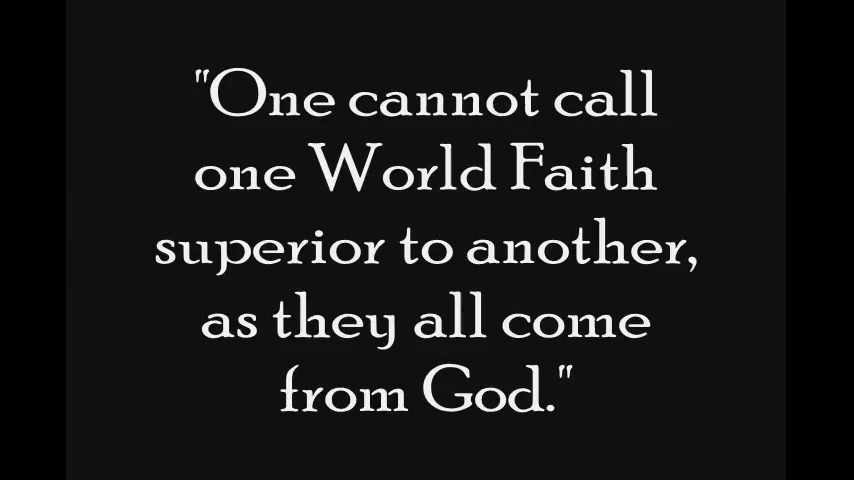 "One cannot call
one World Faith
superior to another,
as they all come
from God."